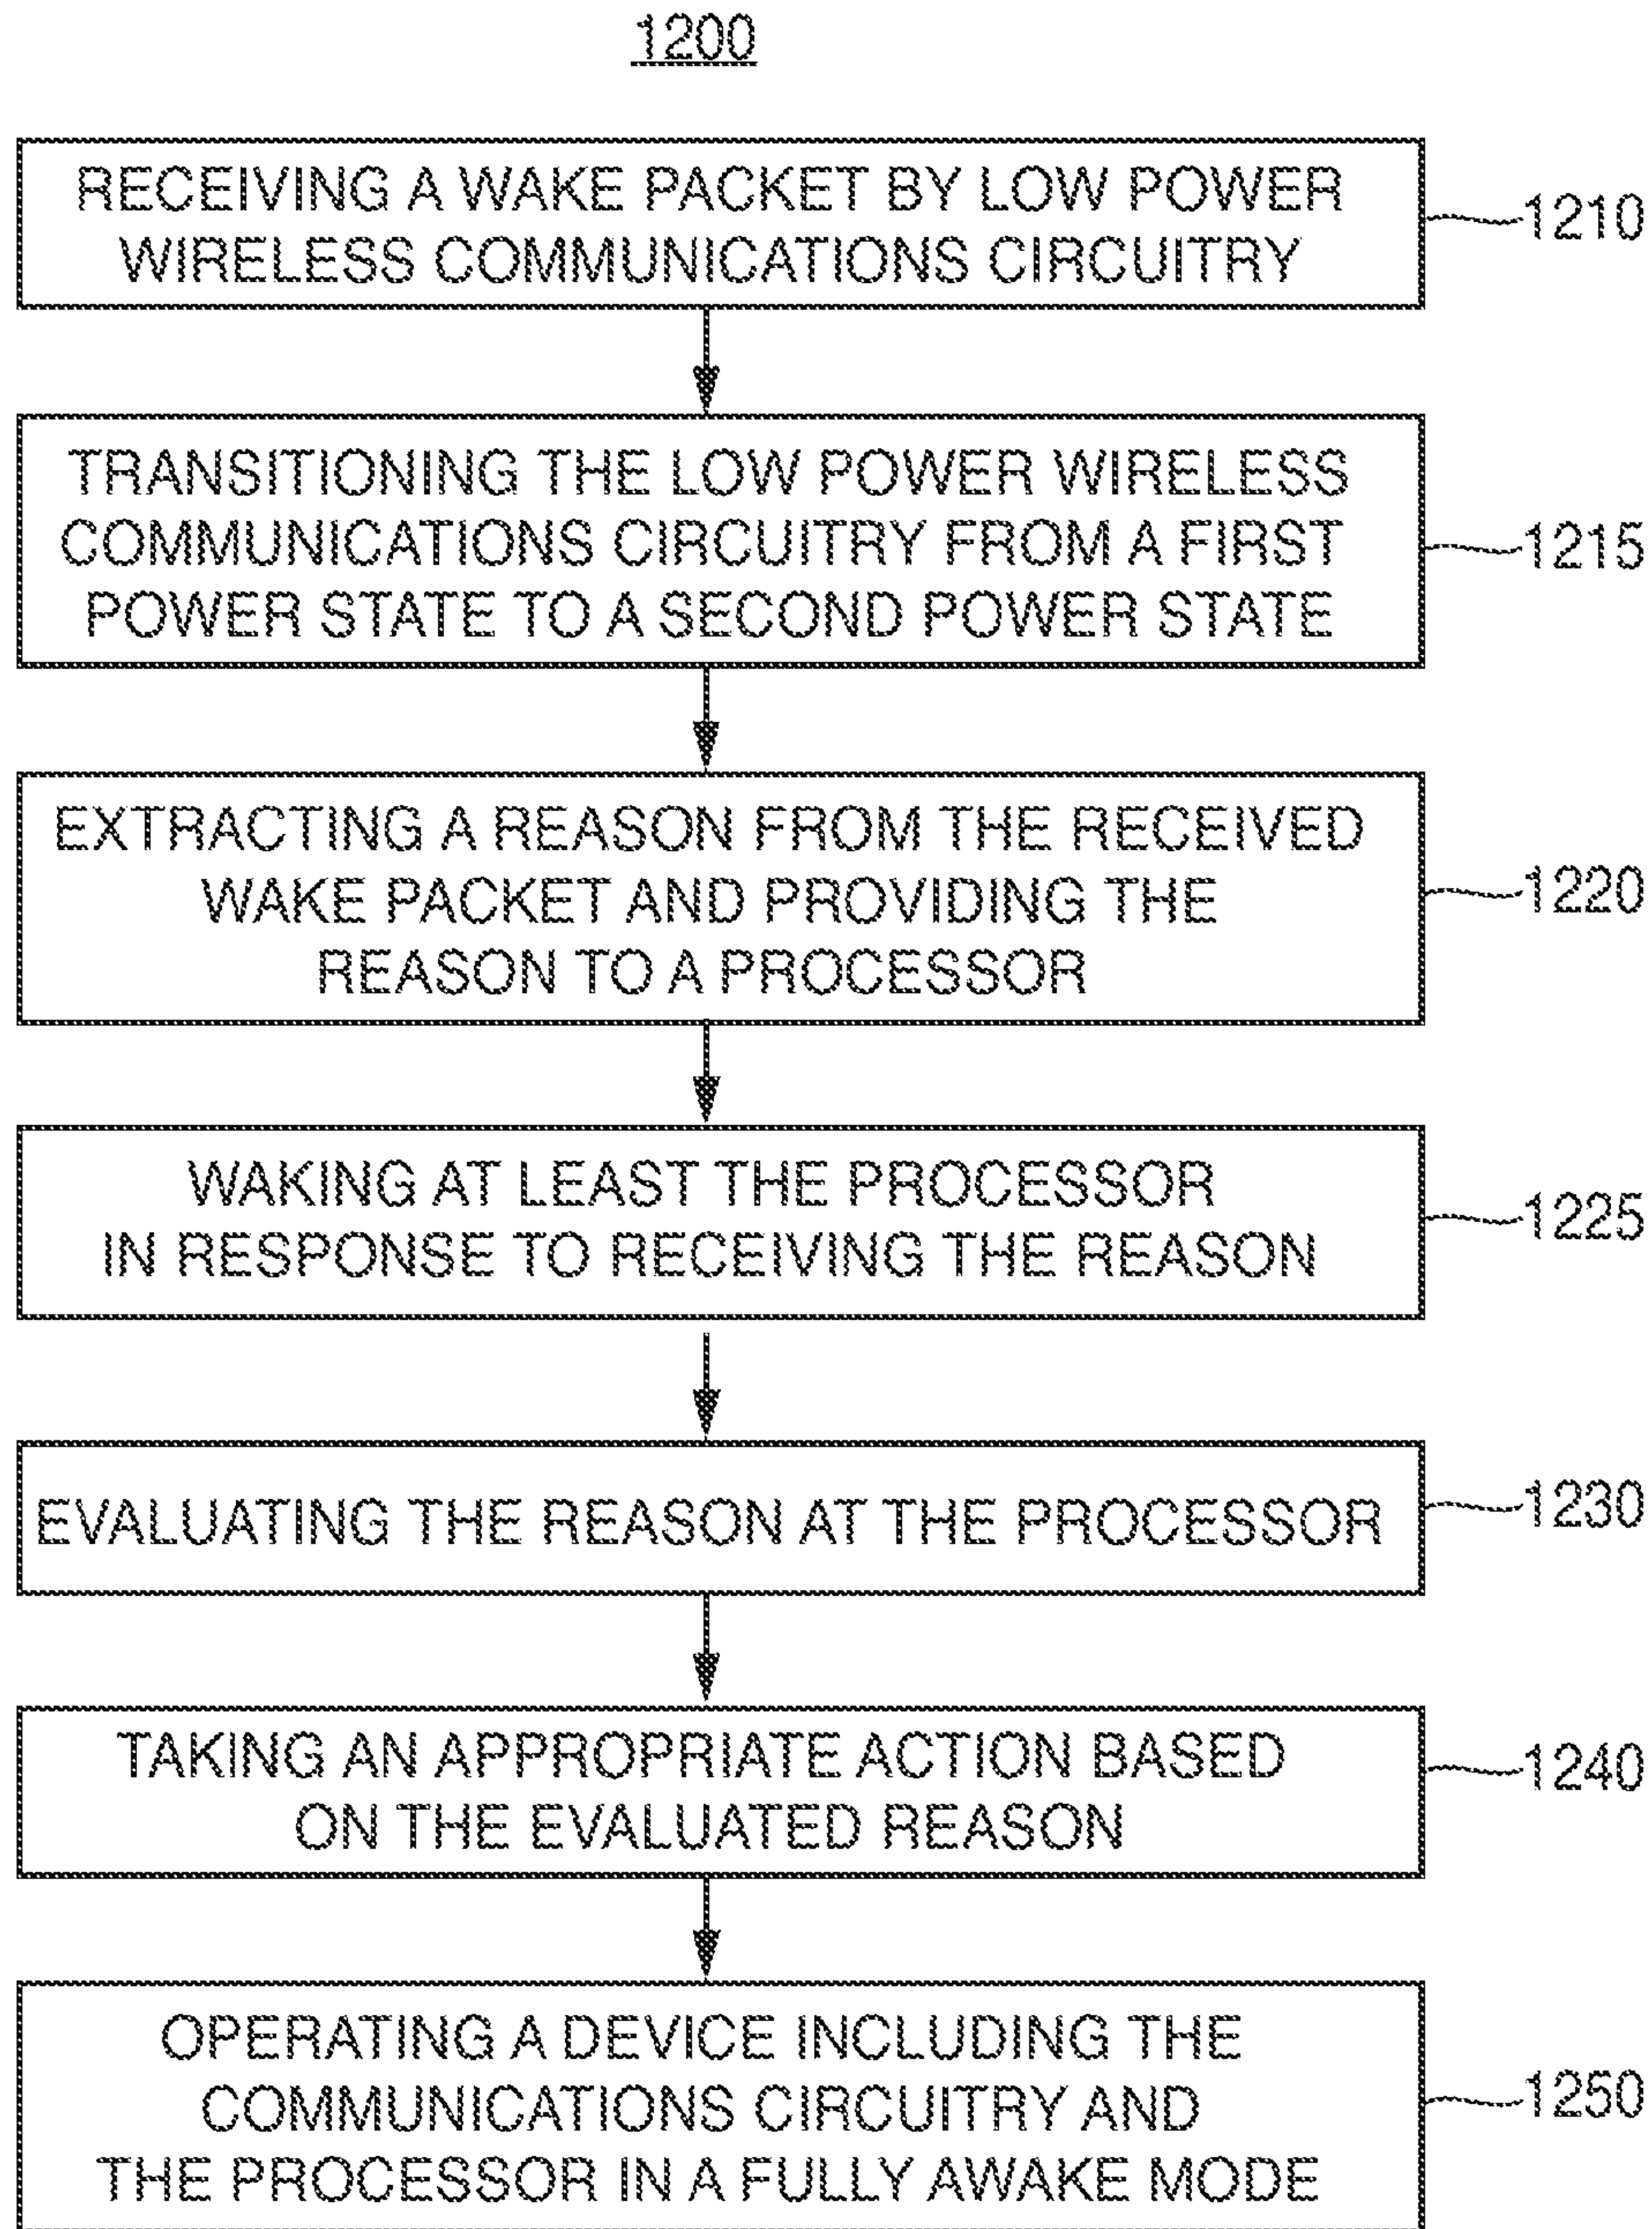 1200
RECEIVING A WAKE PACKET BY LOW POWER
WIRELESS COMMUNICATIONS CIRCUITRY
1210
TRANSITIONING THE LOW POWER WIRELESS
COMMUNICATIONS CIRCUITRY FROM A FIRST
POWER STATE TO A SECOND POWER STATE
1215
EXTRACTING A REASON FROM THE RECEIVED
WAKE PACKET AND PROVIDING THE
REASON TO A PROCESSOR
1220
WAKING AT LEAST THE PROCESSOR
IN RESPONSE TO RECEIVING THE REASON
1225
EVALUATING THE REASON AT THE PROCESSOR
1230
TAKING AN APPROPRIATE ACTION BASED
ON THE EVALUATED REASON
1240
OPERATING A DEVICE INCLUDING THE
COMMUNICATIONS CIRCUITRY AND
THE PROCESSOR IN A FULLY AWAKE MODE
1250